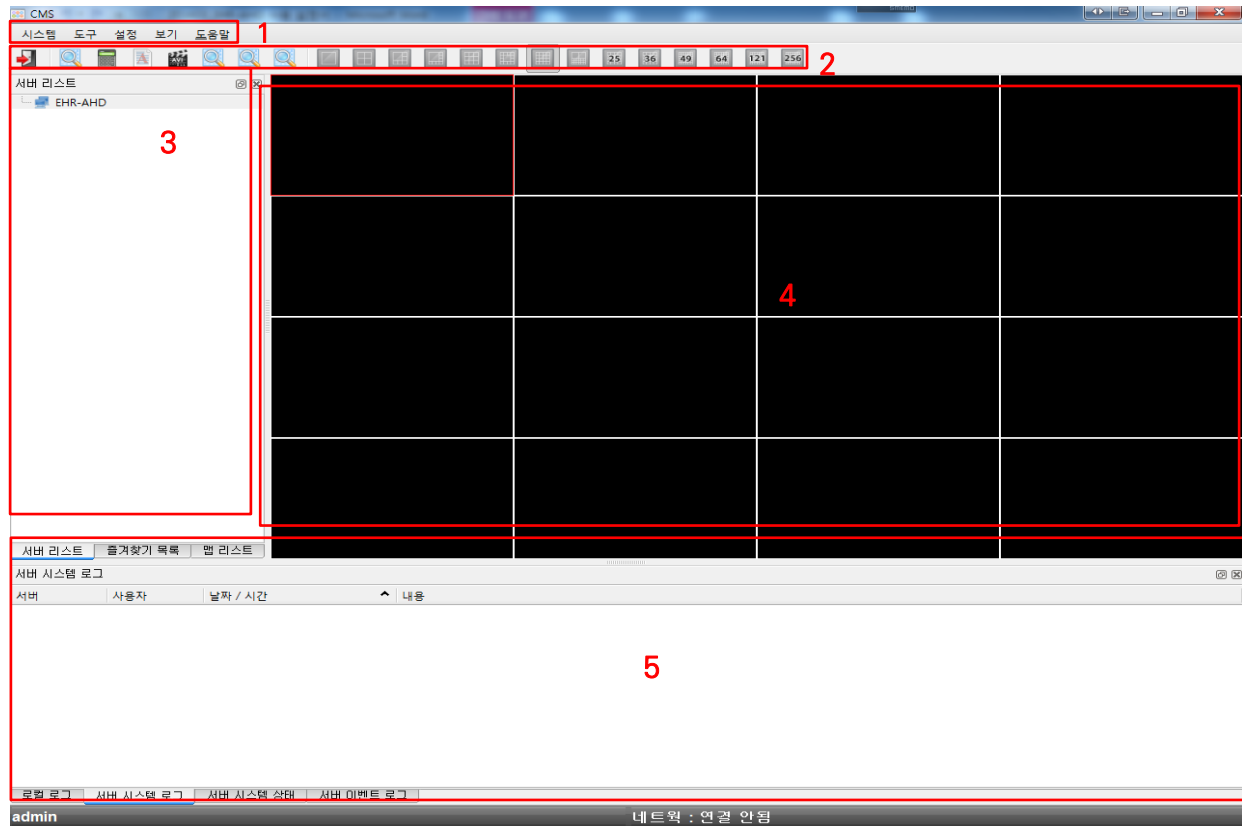 CMS
시스템 도구 설정 보기 도움말 1
AVI 25 36 49 64 121 256 2
서버 리스트
EHR-AHD
3
4
서버 리스트 즐겨찾기 목록 맵 리스트
서버 시스템 로그
서버 사용자 날짜 / 시간 내용
5
로컬 로그 서버 시스템 로그 서버 시스템 상태 서버 이벤트 로그
admin 네트웍 : 연결 안됨